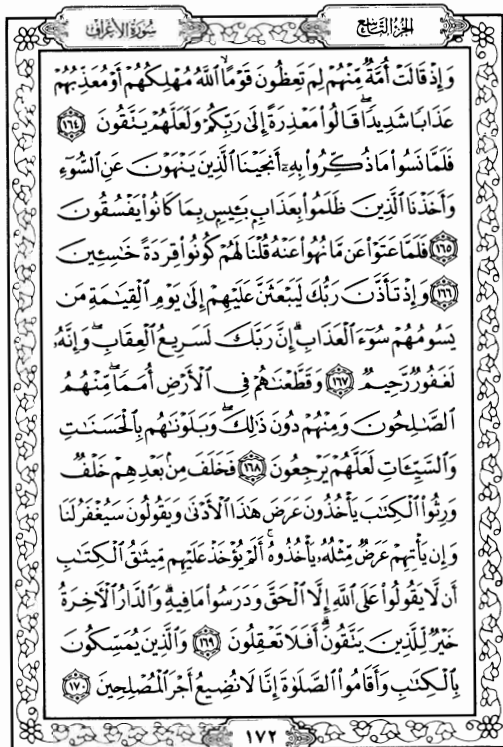 الجزء التاسع
سورة الأعراف
وَإِذْ قَالَتْ أُمَّةٌ مِّنْهُمْ لِمَ تَعِظُونَ قَوْمًا ٱللَّهُ مُهْلِكُهُمْ أَوْ مُعَذِّبُهُمْ
عَذَابًا شَدِيدًا ۖ قَالُوا۟ مَعْذِرَةً إِلَىٰ رَبِّكُمْ وَلَعَلَّهُمْ يَتَّقُونَ ١٦٤
فَلَمَّا نَسُوا۟ مَا ذُكِّرُوا۟ بِهِۦٓ أَنجَيْنَا ٱلَّذِينَ يَنْهَوْنَ عَنِ ٱلسُّوٓءِ
وَأَخَذْنَا ٱلَّذِينَ ظَلَمُوا۟ بِعَذَابٍۭ بَـِٔيسٍۭ بِمَا كَانُوا۟ يَفْسُقُونَ
١٦٥ فَلَمَّا عَتَوْا۟ عَن مَّا نُهُوا۟ عَنْهُ قُلْنَا لَهُمْ كُونُوا۟ قِرَدَةً خَـٰسِـِٔينَ
١٦٦ وَإِذْ تَأَذَّنَ رَبُّكَ لَيَبْعَثَنَّ عَلَيْهِمْ إِلَىٰ يَوْمِ ٱلْقِيَـٰمَةِ مَن
يَسُومُهُمْ سُوٓءَ ٱلْعَذَابِ ۗ إِنَّ رَبَّكَ لَسَرِيعُ ٱلْعِقَابِ ۖ وَإِنَّهُۥ
لَغَفُورٌ رَّحِيمٌ ١٦٧ وَقَطَّعْنَـٰهُمْ فِى ٱلْأَرْضِ أُمَمًا ۖ مِّنْهُمُ
ٱلصَّـٰلِحُونَ وَمِنْهُمْ دُونَ ذَٰلِكَ ۖ وَبَلَوْنَـٰهُم بِٱلْحَسَنَـٰتِ
وَٱلسَّيِّـَٔاتِ لَعَلَّهُمْ يَرْجِعُونَ ١٦٨ فَخَلَفَ مِنۢ بَعْدِهِمْ خَلْفٌ
وَرِثُوا۟ ٱلْكِتَـٰبَ يَأْخُذُونَ عَرَضَ هَـٰذَا ٱلْأَدْنَىٰ وَيَقُولُونَ سَيُغْفَرُ لَنَا
وَإِن يَأْتِهِمْ عَرَضٌ مِّثْلُهُۥ يَأْخُذُوهُ ۚ أَلَمْ يُؤْخَذْ عَلَيْهِم مِّيثَـٰقُ ٱلْكِتَـٰبِ
أَن لَّا يَقُولُوا۟ عَلَى ٱللَّهِ إِلَّا ٱلْحَقَّ وَدَرَسُوا۟ مَا فِيهِ ۗ وَٱلدَّارُ ٱلْـَٔاخِرَةُ
خَيْرٌ لِّلَّذِينَ يَتَّقُونَ ۗ أَفَلَا تَعْقِلُونَ ١٦٩ وَٱلَّذِينَ يُمَسِّكُونَ
بِٱلْكِتَـٰبِ وَأَقَامُوا۟ ٱلصَّلَوٰةَ إِنَّا لَا نُضِيعُ أَجْرَ ٱلْمُصْلِحِينَ ١٧٠
١٧٢